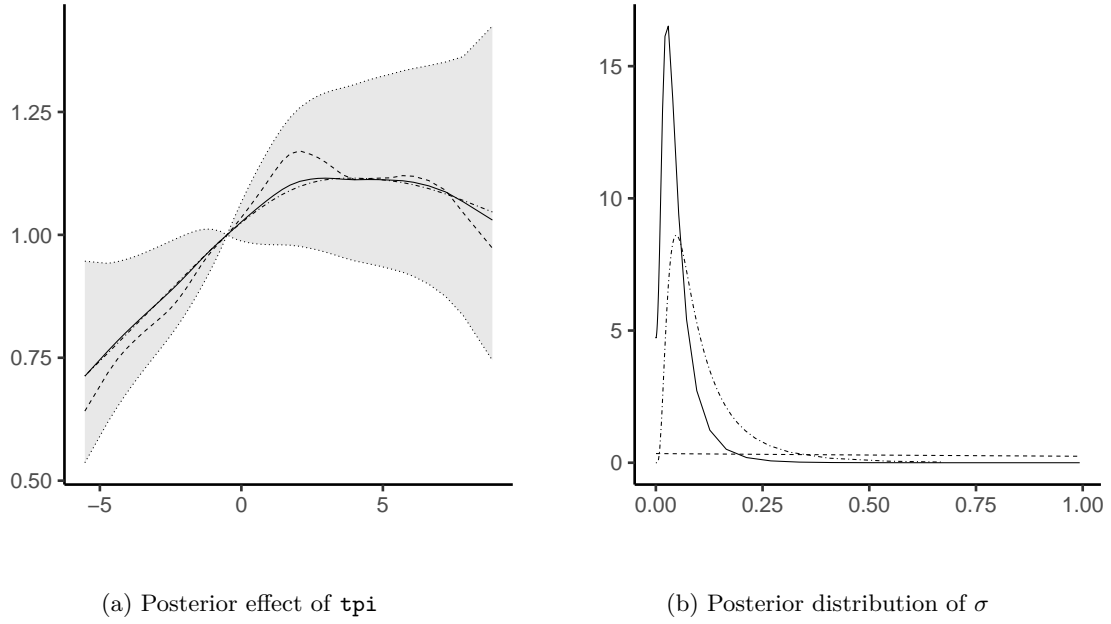 1.25
1.00
0.75
0.50
−5 0 5
15
10
5
0
0.00 0.25 0.50 0.75 1.00
(a) Posterior effect of tpi
(b) Posterior distribution of σ